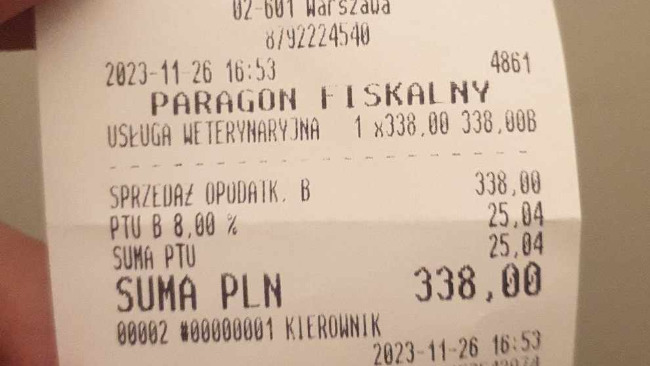 02-601 Warszawa
8792224540
2023-11-26 16:53 4861
PARAGON FISKALNY
USŁUGA WETERYNARYJNA 1 x338,00 338,00B
- - - - - - - - - - - - - - - - - - - -
SPRZEDAŻ OPODATK. B 338,00
PTU B 8,00 % 25,04
SUMA PTU 25,04
SUMA PLN 338,00
00002 #00000001 KIEROWNIK
2023-11-26 16:53